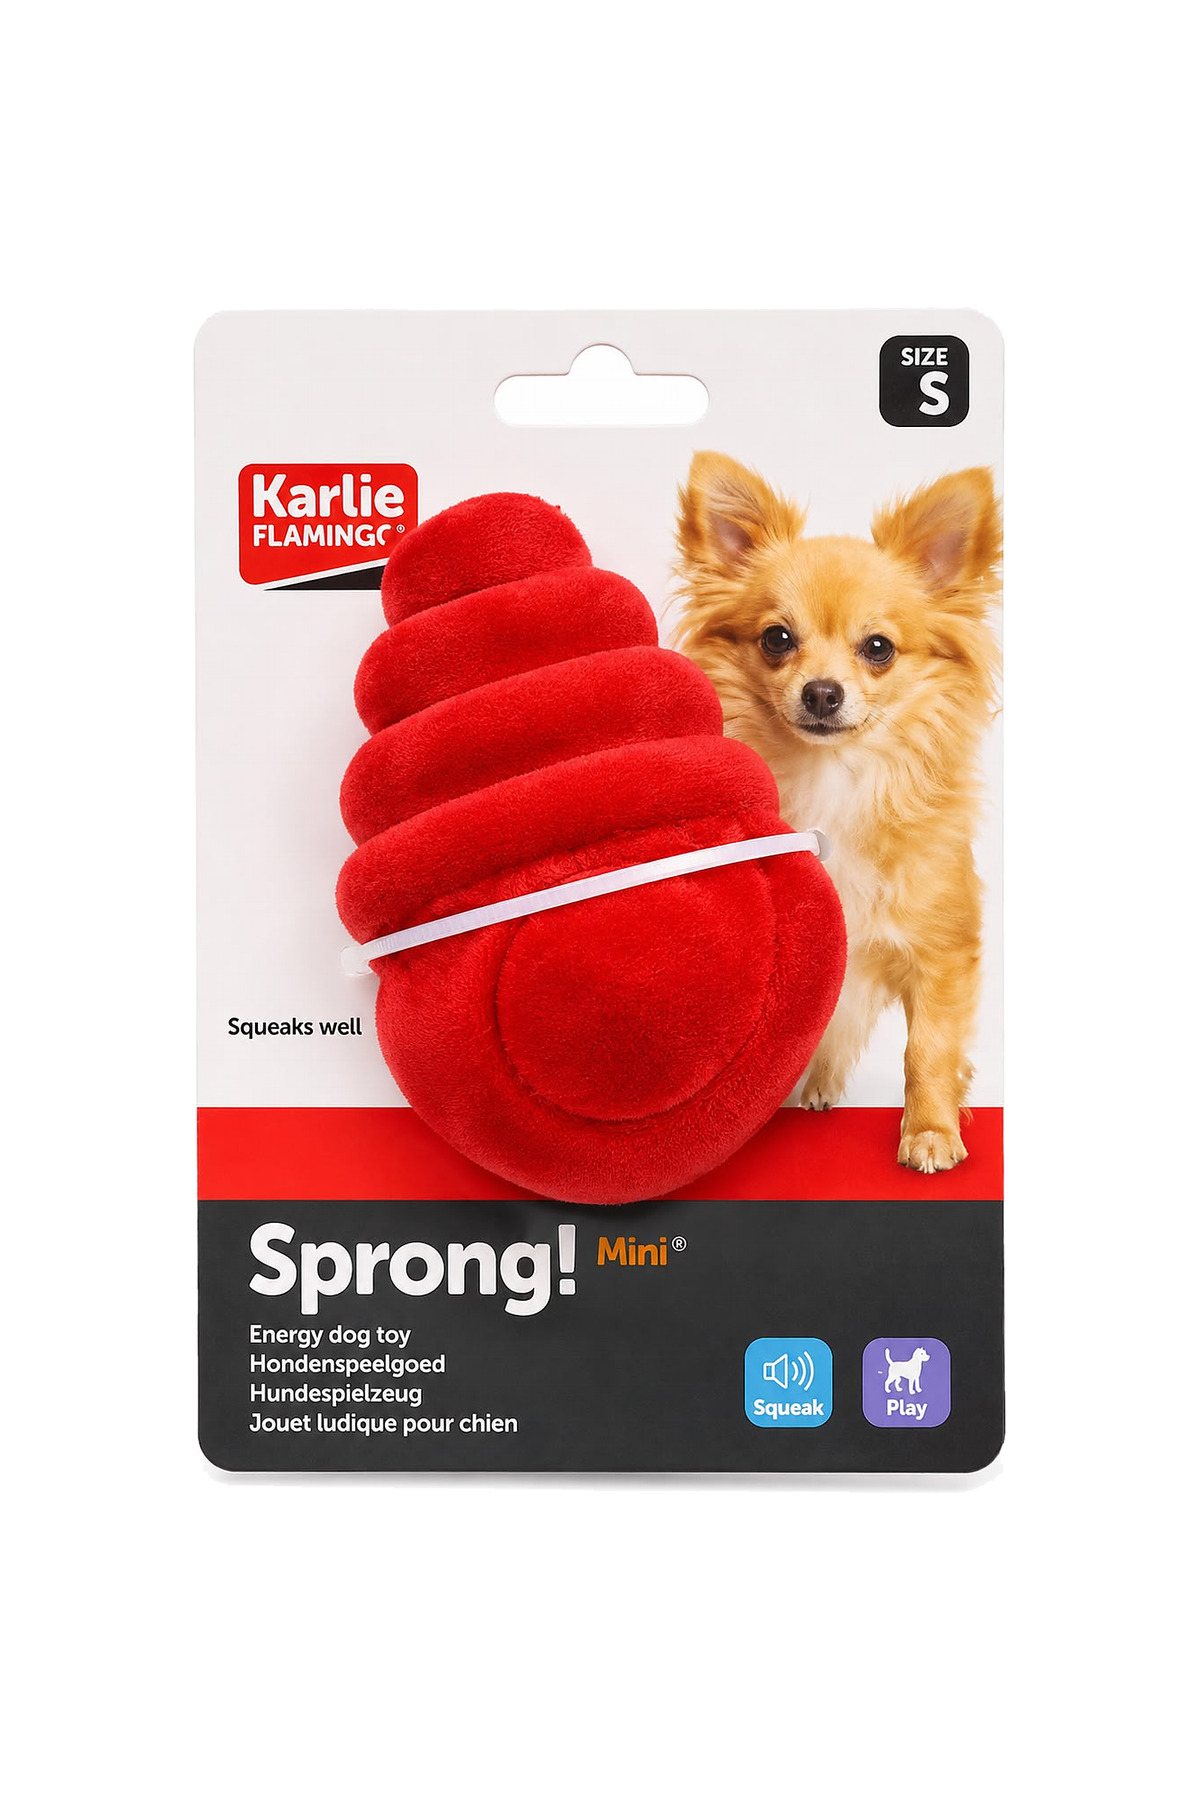 SIZE
S
Karlie
FLAMINGO®
Squeaks well
Sprong! Mini®
Energy dog toy
Hondenspeelgoed
Hundespielzeug
Jouet ludique pour chien
Squeak
Play